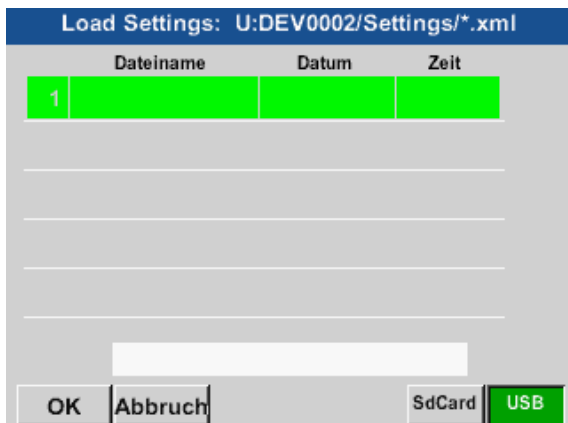 Load Settings: U:DEV0002/Settings/*.xml
Dateiname Datum Zeit
1
OK Abbruch SdCard USB